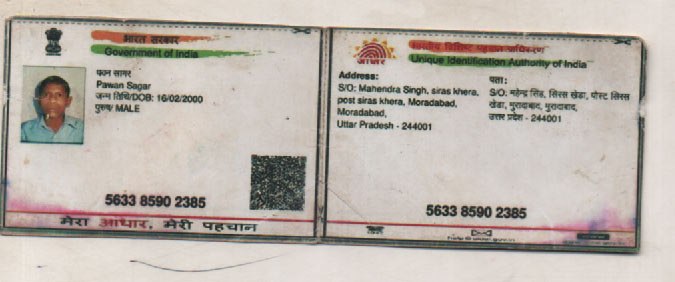 भारत सरकार
Government of India
पवन सागर
Pawan Sagar
जन्म तिथि/DOB: 16/02/2000
पुरुष/ MALE
5633 8590 2385
मेरा आधार, मेरी पहचान
भारतीय विशिष्ट पहचान प्राधिकरण
Unique Identification Authority of India
आधार
Address:
S/O: Mahendra Singh, siras khera,
post siras khera, Moradabad,
Moradabad,
Uttar Pradesh - 244001
पता:
S/O: महेन्द्र सिंह, सिरस खेडा, पोस्ट सिरस
खेडा, मुरादाबाद, मुरादाबाद,
उत्तर प्रदेश - 244001
5633 8590 2385